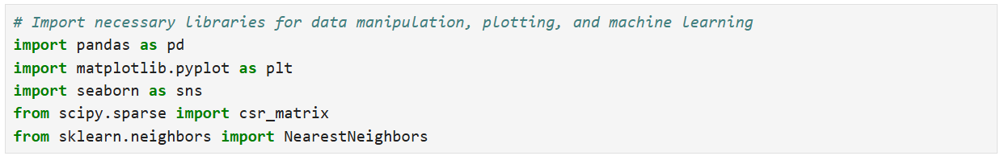 # Import necessary libraries for data manipulation, plotting, and machine learning
import pandas as pd
import matplotlib.pyplot as plt
import seaborn as sns
from scipy.sparse import csr_matrix
from sklearn.neighbors import NearestNeighbors